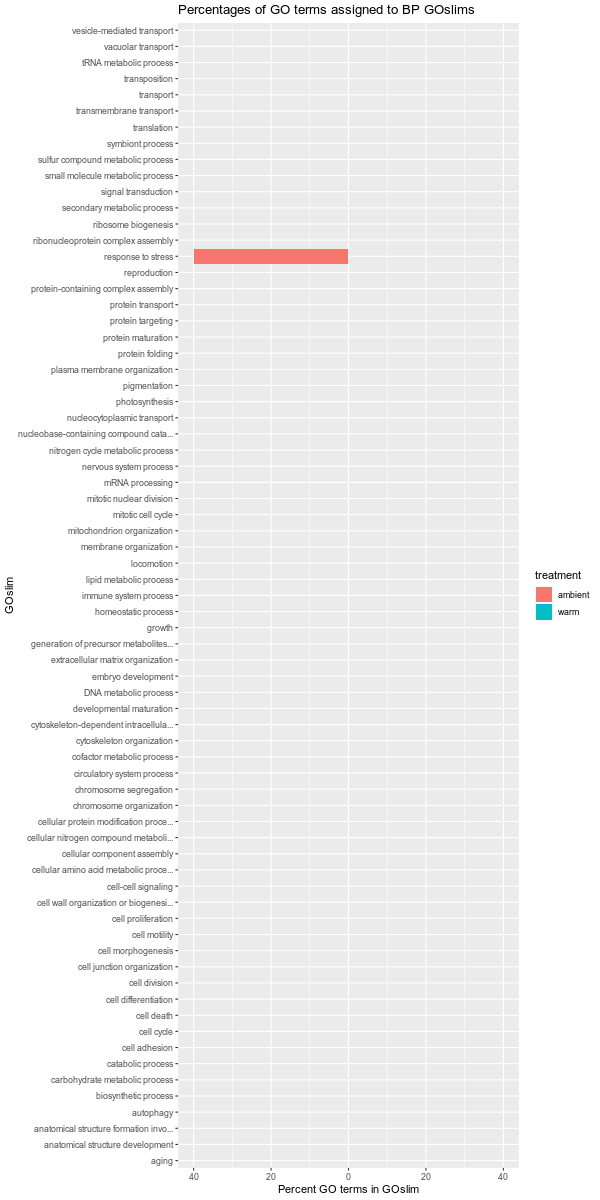 Percentages of GO terms assigned to BP GOslims
vesicle-mediated transport
vacuolar transport
tRNA metabolic process
transposition
transport
transmembrane transport
translation
symbiont process
sulfur compound metabolic process
small molecule metabolic process
signal transduction
secondary metabolic process
ribosome biogenesis
ribonucleoprotein complex assembly
response to stress
reproduction
protein-containing complex assembly
protein transport
protein targeting
protein maturation
protein folding
plasma membrane organization
pigmentation
photosynthesis
nucleocytoplasmic transport
nucleobase-containing compound cata...
nitrogen cycle metabolic process
nervous system process
mRNA processing
mitotic nuclear division
mitotic cell cycle
mitochondrion organization
membrane organization
locomotion
lipid metabolic process
immune system process
homeostatic process
growth
generation of precursor metabolites...
extracellular matrix organization
embryo development
DNA metabolic process
developmental maturation
cytoskeleton-dependent intracellula...
cytoskeleton organization
cofactor metabolic process
circulatory system process
chromosome segregation
chromosome organization
cellular protein modification proce...
cellular nitrogen compound metaboli...
cellular component assembly
cellular amino acid metabolic proce...
cell-cell signaling
cell wall organization or biogenesi...
cell proliferation
cell motility
cell morphogenesis
cell junction organization
cell division
cell differentiation
cell death
cell cycle
cell adhesion
catabolic process
carbohydrate metabolic process
biosynthetic process
autophagy
anatomical structure formation invo...
anatomical structure development
aging
GOslim
40 20 0 20 40
Percent GO terms in GOslim
treatment
ambient
warm